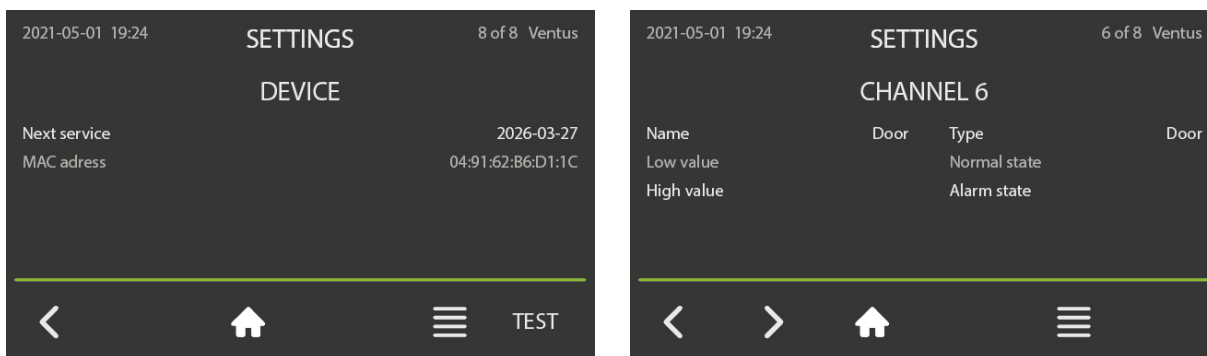 2021-05-01 19:24 SETTINGS 8 of 8 Ventus
DEVICE
Next service 2026-03-27
MAC adress 04:91:62:B6:D1:1C
TEST
2021-05-01 19:24 SETTINGS 6 of 8 Ventus
CHANNEL 6
Name Door Type Door
Low value Normal state
High value Alarm state